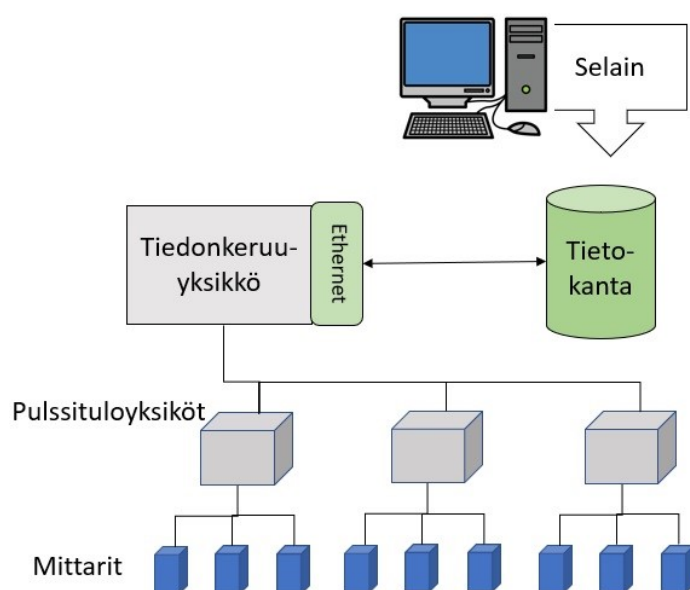 Selain
Tiedonkeruu-
yksikkö
Ethernet
Tieto-
kanta
Pulssituloyksiköt
Mittarit